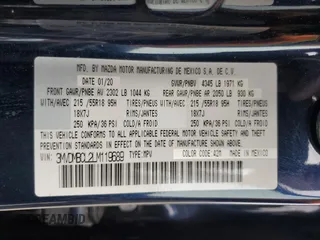 MFD. BY MAZDA MOTOR MANUFACTURING DE MEXICO S.A. DE C.V.
DATE 01/20 GVWR/PNBV 4345 LB 1971 KG
FRONT GAWR/PNBE AV 2302 LB 1044 KG REAR GAWR/PNBE AR 2050 LB 930 KG
WITH/AVEC 215 /55R18 95H TIRES/PNEUS WITH/AVEC 215 /55R18 95H TIRES/PNEUS
18X7J RIMS/JANTES 18X7J RIMS/JANTES
250 KPA/36 PSI COLD/A FROID 250 KPA/36 PSI COLD/A FROID
THIS VEHICLE CONFORMS TO ALL APPLICABLE U.S. FEDERAL MOTOR VEHICLE SAFETY, BUMPER, AND THEFT
PREVENTION STANDARDS IN EFFECT ON THE DATE OF MANUFACTURE SHOWN ABOVE.
VIN: TYPE: MPV COLOR CODE 42M MADE IN MEXICO